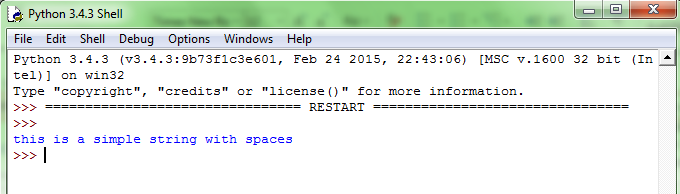 Python 3.4.3 Shell
File Edit Shell Debug Options Windows Help
Python 3.4.3 (v3.4.3:9b73f1c3e601, Feb 24 2015, 22:43:06) [MSC v.1600 32 bit (In
tel)] on win32
Type "copyright", "credits" or "license()" for more information.
>>> ================================ RESTART ================================
>>>
this is a simple string with spaces
>>>